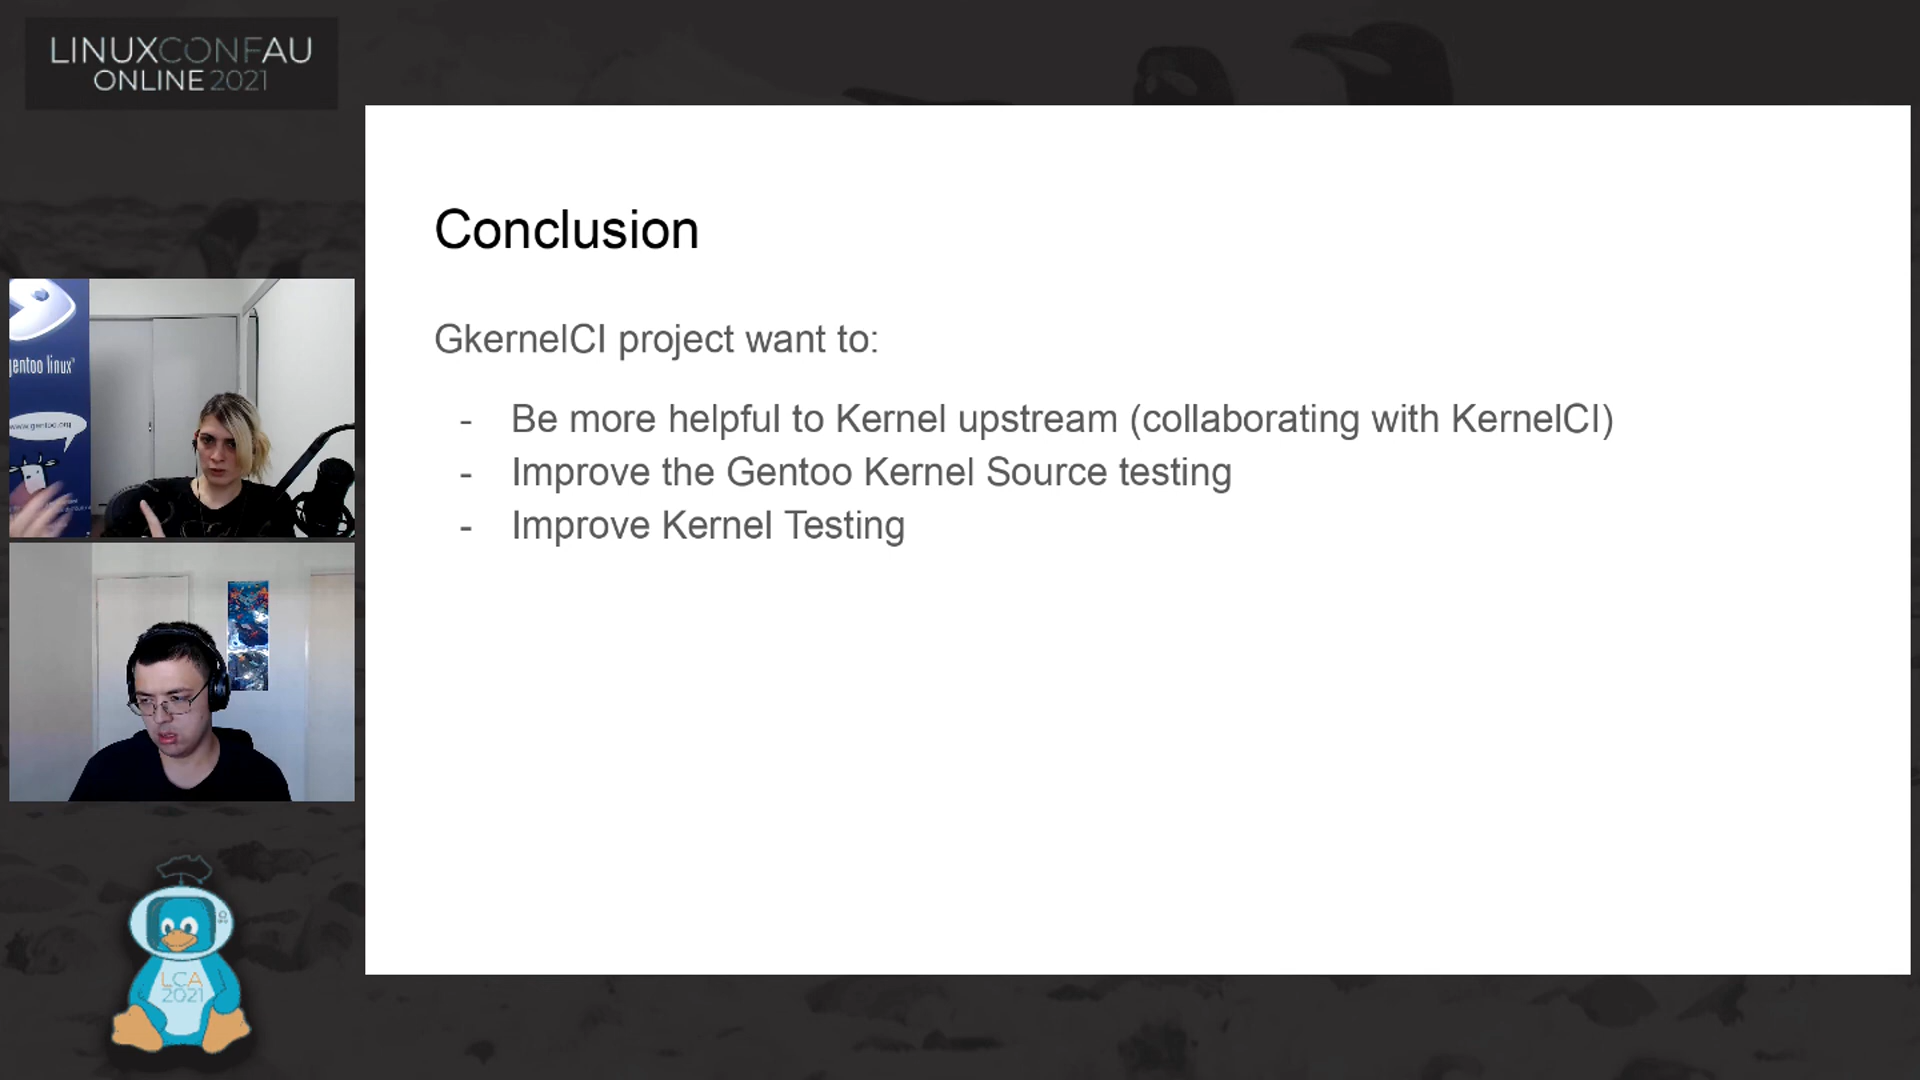 LINUXCONFAU
ONLINE 2021
Conclusion
GkernelCI project want to:
- Be more helpful to Kernel upstream (collaborating with KernelCI)
- Improve the Gentoo Kernel Source testing
- Improve Kernel Testing
gentoo linux
www.gentoo.org
LCA
2021